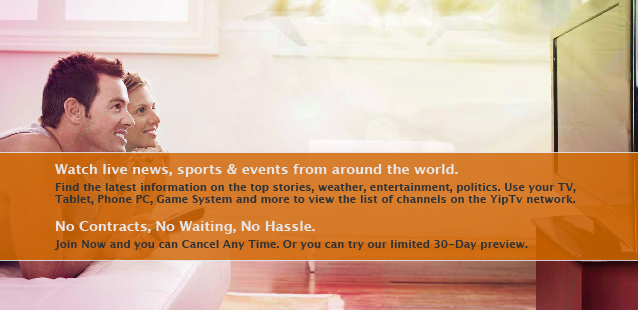 Watch live news, sports & events from around the world.
Find the latest information on the top stories, weather, entertainment, politics. Use your TV,
Tablet, Phone PC, Game System and more to view the list of channels on the YipTv network.
No Contracts, No Waiting, No Hassle.
Join Now and you can Cancel Any Time. Or you can try our limited 30-Day preview.